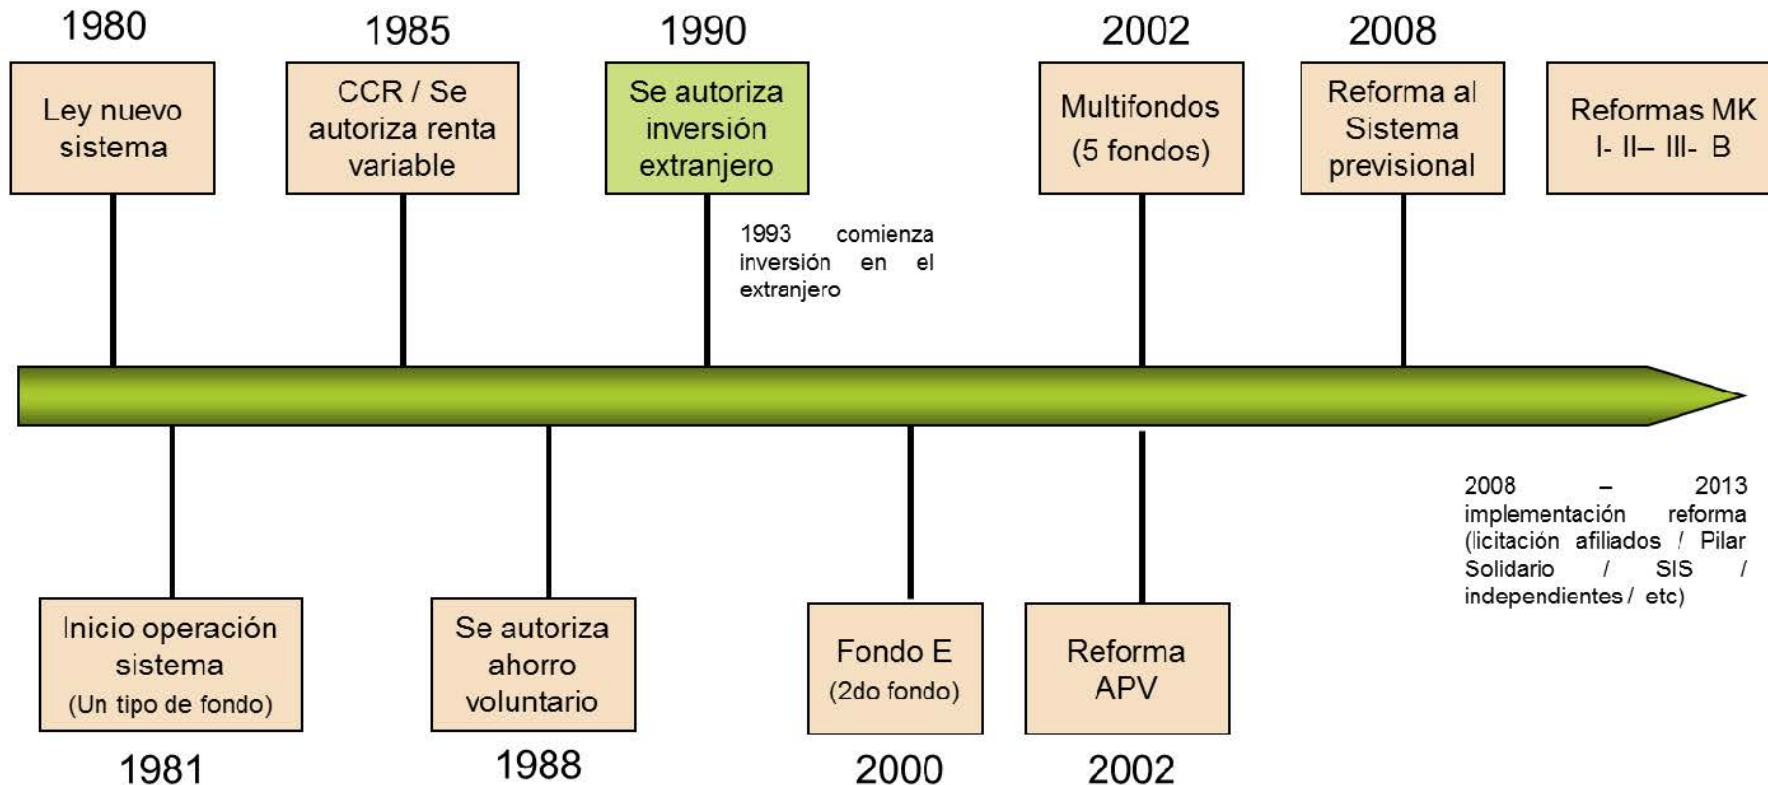 1980
Ley nuevo
sistema
1985
CCR / Se
autoriza renta
variable
1990
Se autoriza
inversión
extranjero
1993 comienza
inversión en el
extranjero
2002
Multifondos
(5 fondos)
2008
Reforma al
Sistema
previsional
Reformas MK
I- II– III- B
Inicio operación
sistema
(Un tipo de fondo)
1981
Se autoriza
ahorro
voluntario
1988
Fondo E
(2do fondo)
2000
Reforma
APV
2002
2008 – 2013
implementación reforma
(licitación afiliados / Pilar
Solidario / SIS /
independientes / etc)